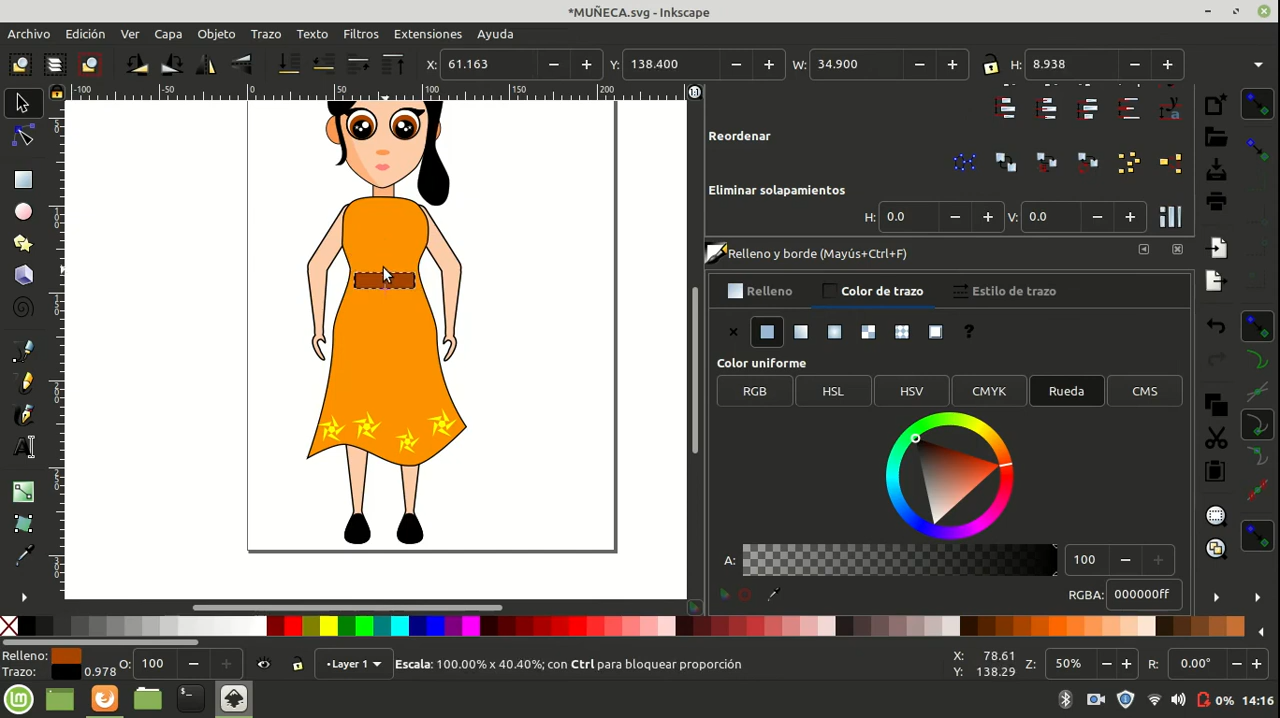 *MUÑECA.svg - Inkscape
Archivo Edición Ver Capa Objeto Trazo Texto Filtros Extensiones Ayuda
X: 61.163 Y: 138.400 W: 34.900 H: 8.938
-100 0 50 100 150 200
Reordenar
Eliminar solapamientos
H: 0.0 V: 0.0
Relleno y borde (Mayús+Ctrl+F)
Relleno Color de trazo Estilo de trazo
Color uniforme
RGB HSL HSV CMYK Rueda CMS
A: 100
RGBA: 000000ff
Relleno: O: 100 •Layer 1 Escala: 100.00% x 40.40%; con Ctrl para bloquear proporción X: 78.61 Z: 50% R: 0.00°
Trazo: 0.978 Y: 138.29
0% 14:16